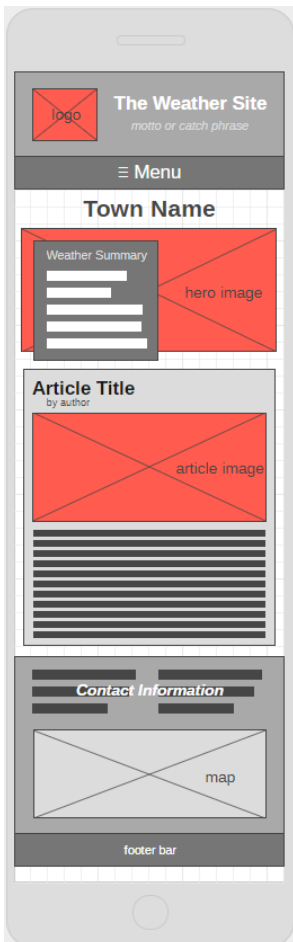 The Weather Site
logo
motto or catch phrase
☰ Menu
Town Name
Weather Summary
hero image
Article Title
by author
article image
Contact Information
map
footer bar